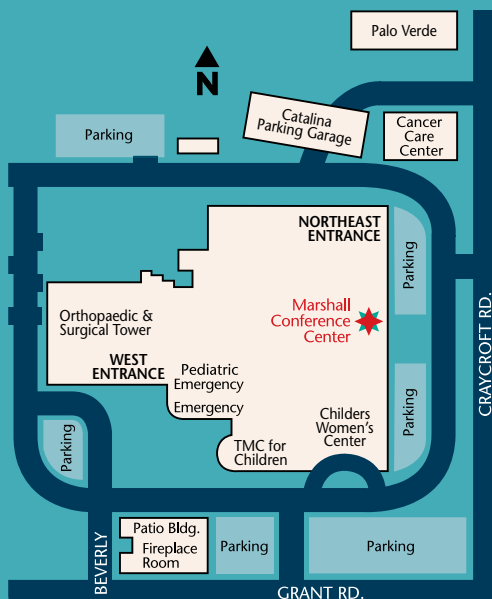 Palo Verde
N
Catalina
Parking Garage
Cancer
Care
Center
Parking
NORTHEAST
ENTRANCE
Parking
Marshall
Conference
Center
Orthopaedic &
Surgical Tower
WEST
ENTRANCE
Pediatric
Emergency
Emergency
CRAYCROFT RD.
Childers
Women's
Center
Parking
TMC for
Children
Parking
Patio Bldg.
Fireplace
Room
Parking
Parking
BEVERLY
GRANT RD.